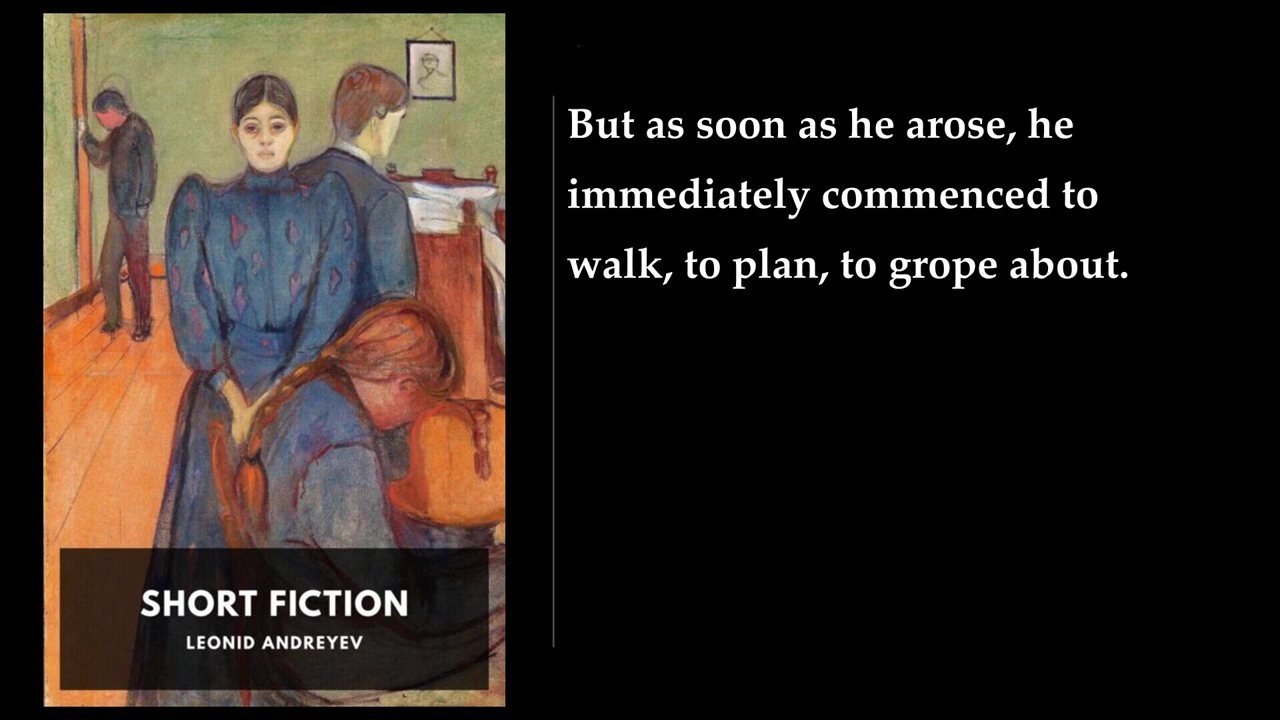 But as soon as he arose, he
immediately commenced to
walk, to plan, to grope about.
SHORT FICTION
LEONID ANDREYEV